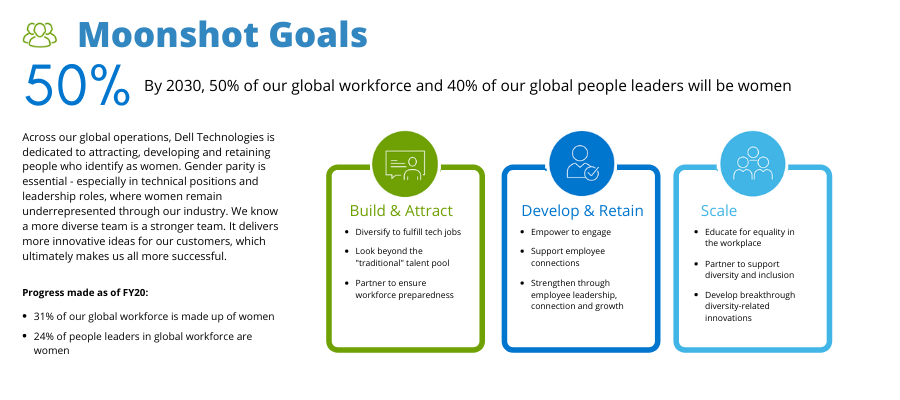 Moonshot Goals
50%
By 2030, 50% of our global workforce and 40% of our global people leaders will be women
Across our global operations, Dell Technologies is
dedicated to attracting, developing and retaining
people who identify as women. Gender parity is
essential - especially in technical positions and
leadership roles, where women remain
underrepresented through our industry. We know
a more diverse team is a stronger team. It delivers
more innovative ideas for our customers, which
ultimately makes us all more successful.
Progress made as of FY20:
• 31% of our global workforce is made up of women
• 24% of people leaders in global workforce are
women
Build & Attract
• Diversify to fulfill tech jobs
• Look beyond the
"traditional" talent pool
• Partner to ensure
workforce preparedness
Develop & Retain
• Empower to engage
• Support employee
connections
• Strengthen through
employee leadership,
connection and growth
Scale
• Educate for equality in
the workplace
• Partner to support
diversity and inclusion
• Develop breakthrough
diversity-related
innovations